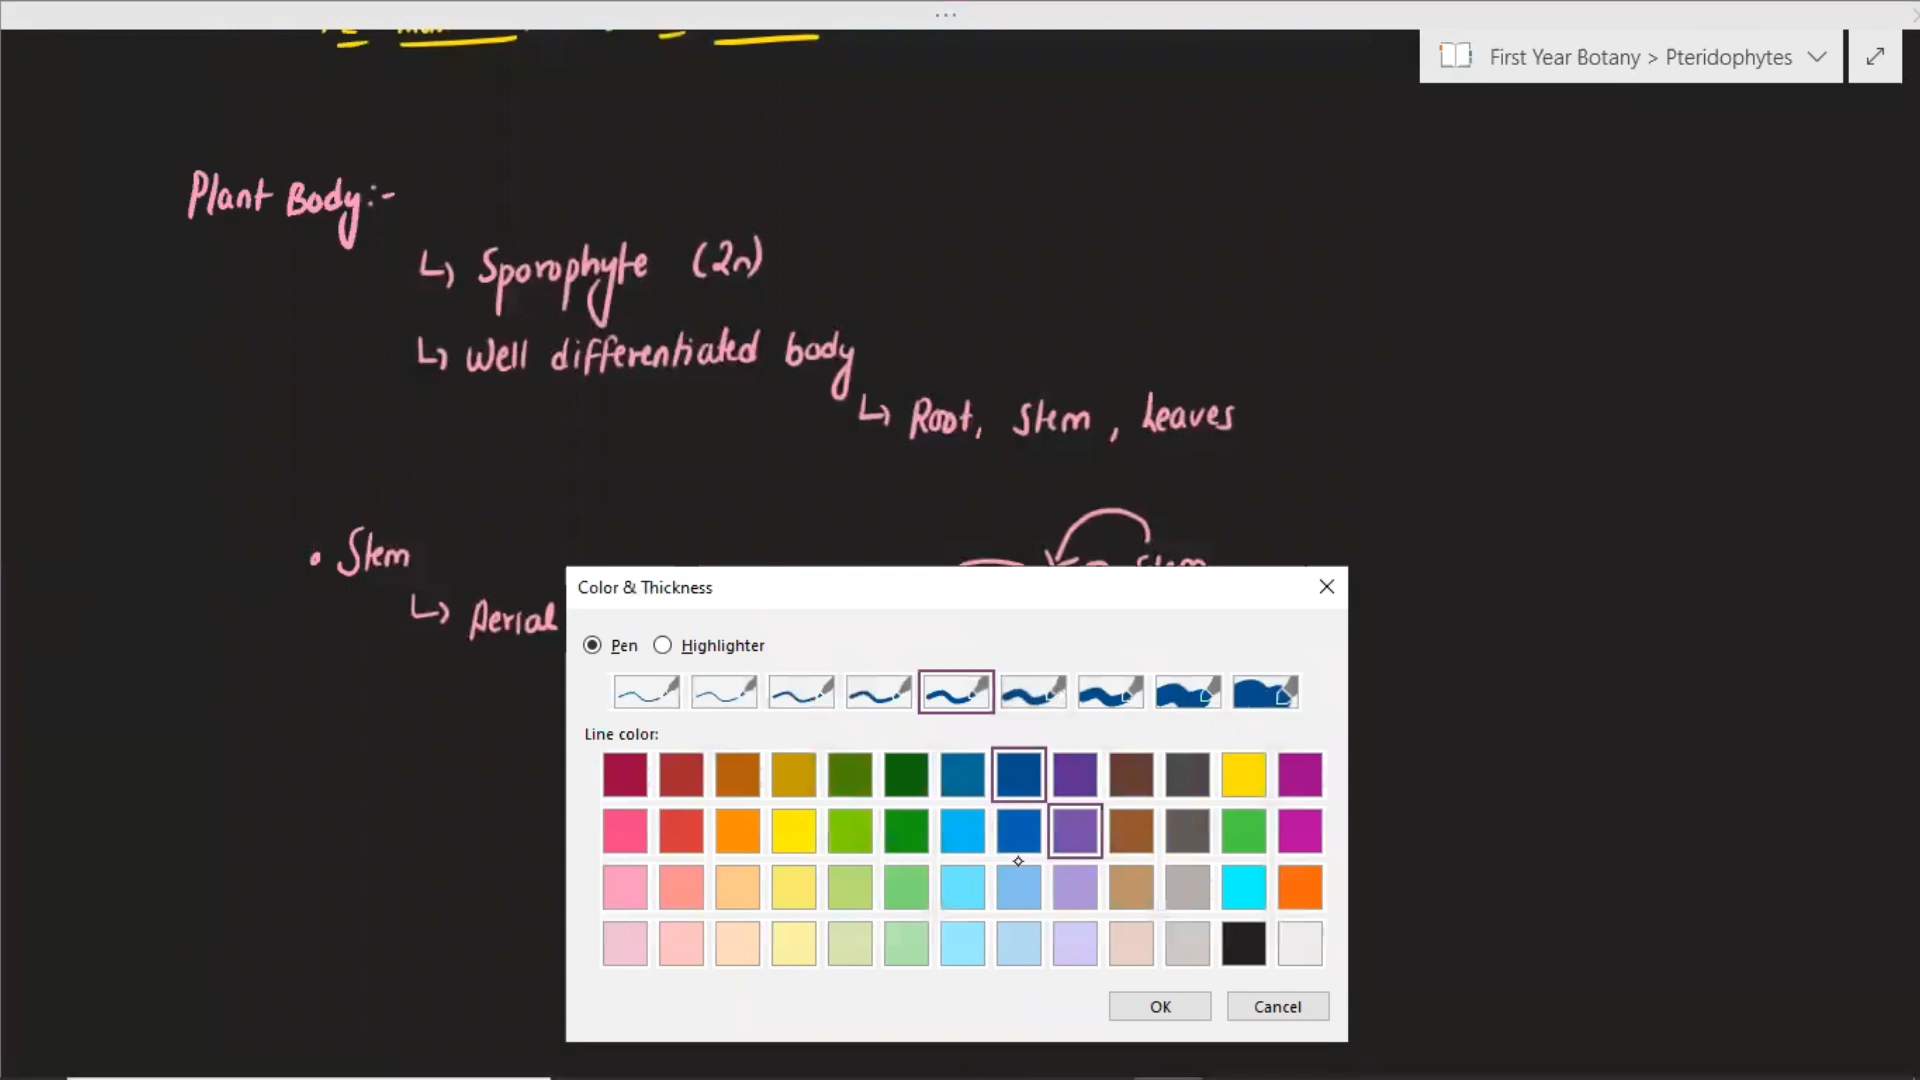 First Year Botany > Pteridophytes
Plant Body:-
↳ Sporophyte (2n)
↳ Well differentiated body
↳ Root, Stem, Leaves
• Stem
Stem
↳ Aerial
Color & Thickness
Pen Highlighter
Line color:
OK Cancel